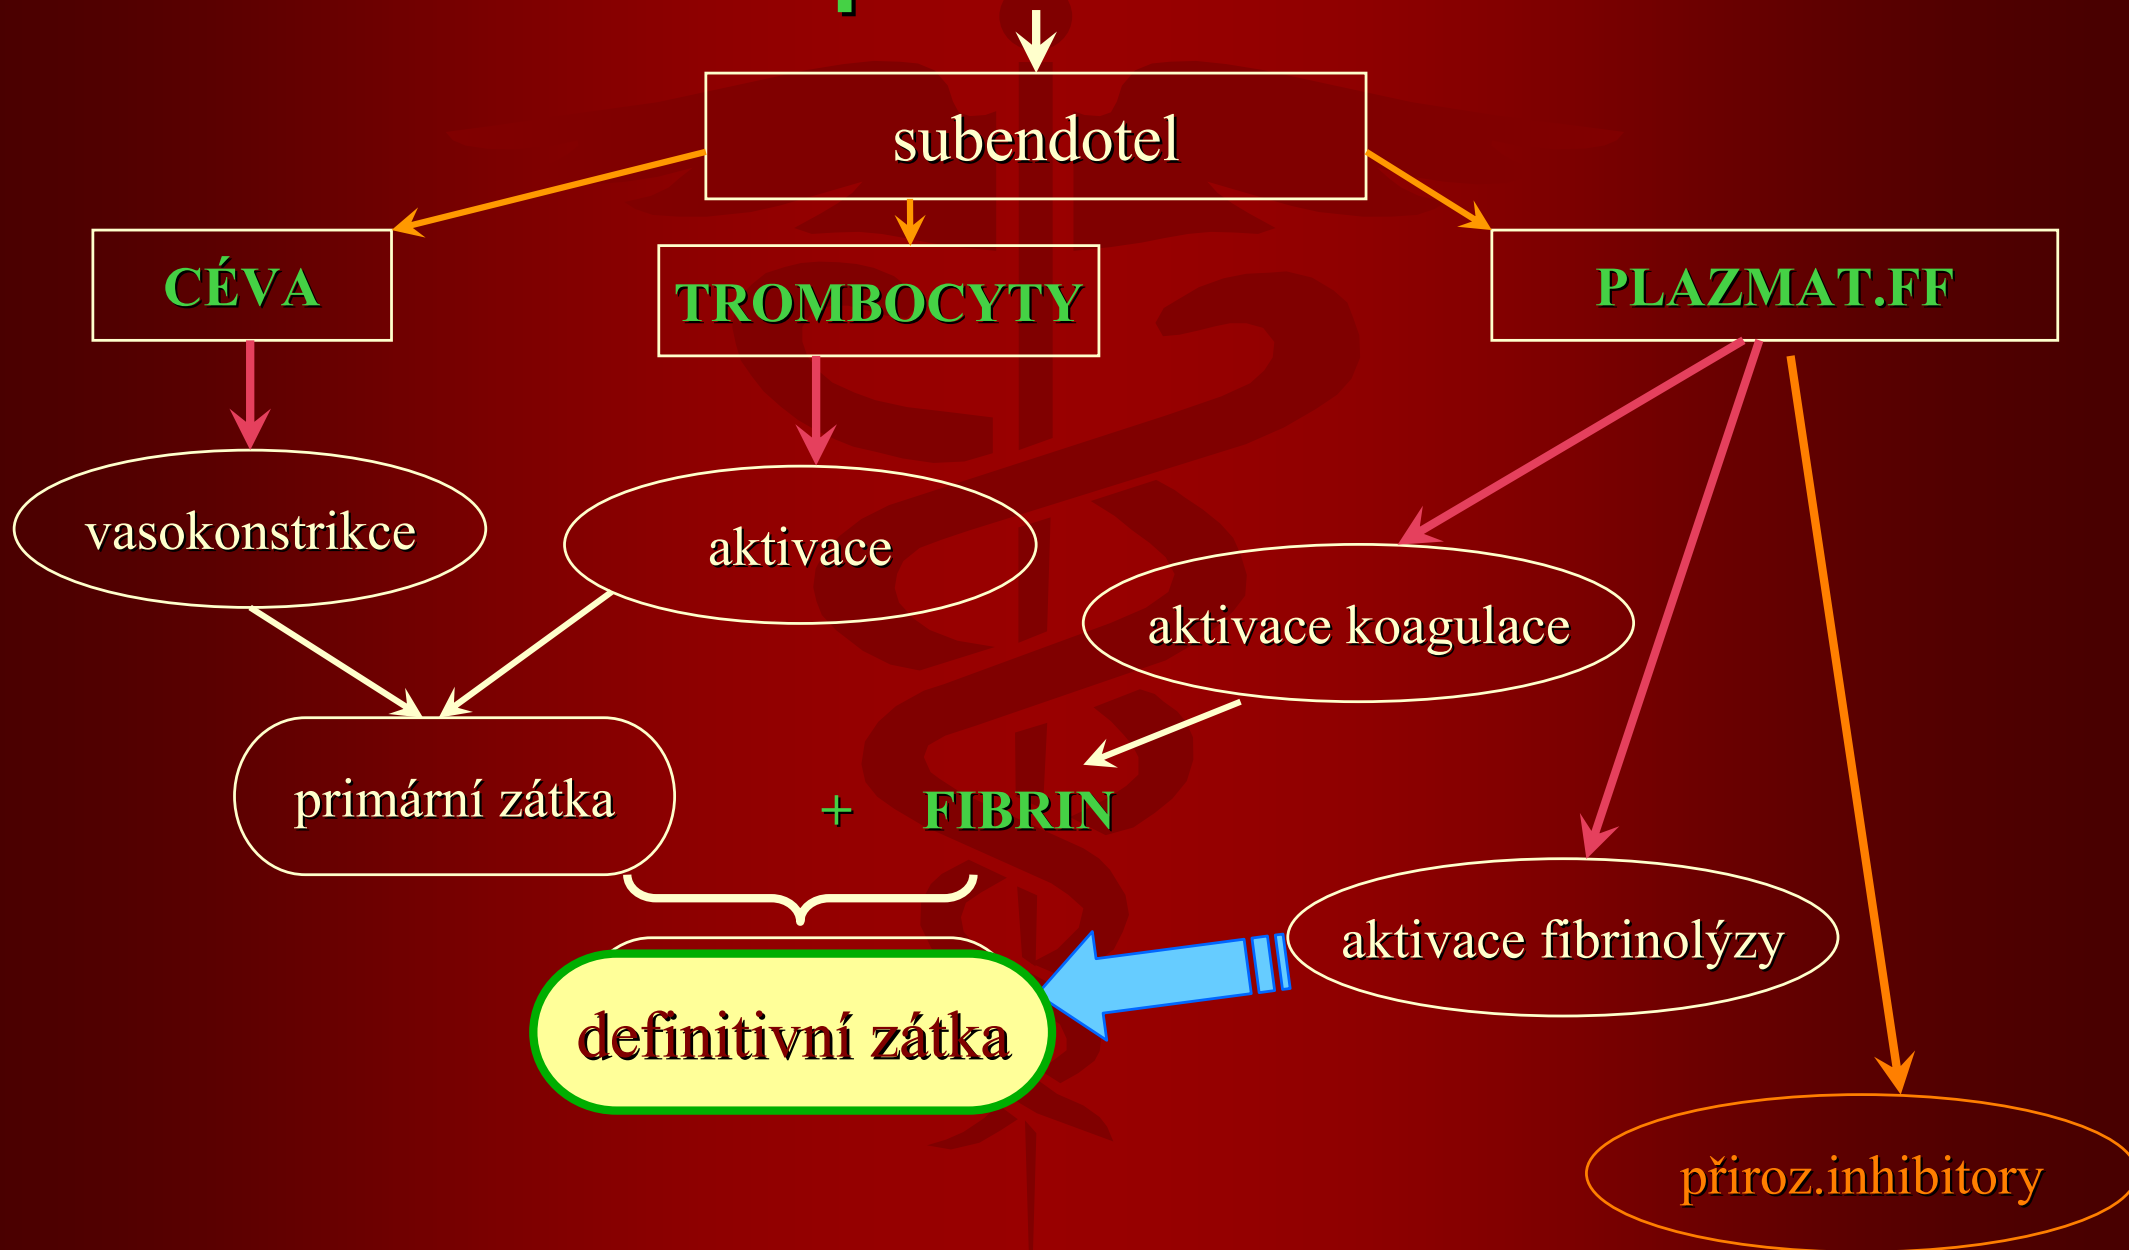 subendotel
CÉVA
TROMBOCYTY
PLAZMAT.FF
vasokonstrikce
aktivace
aktivace koagulace
primární zátka
+ FIBRIN
aktivace fibrinolýzy
definitivní zátka
přiroz.inhibitory